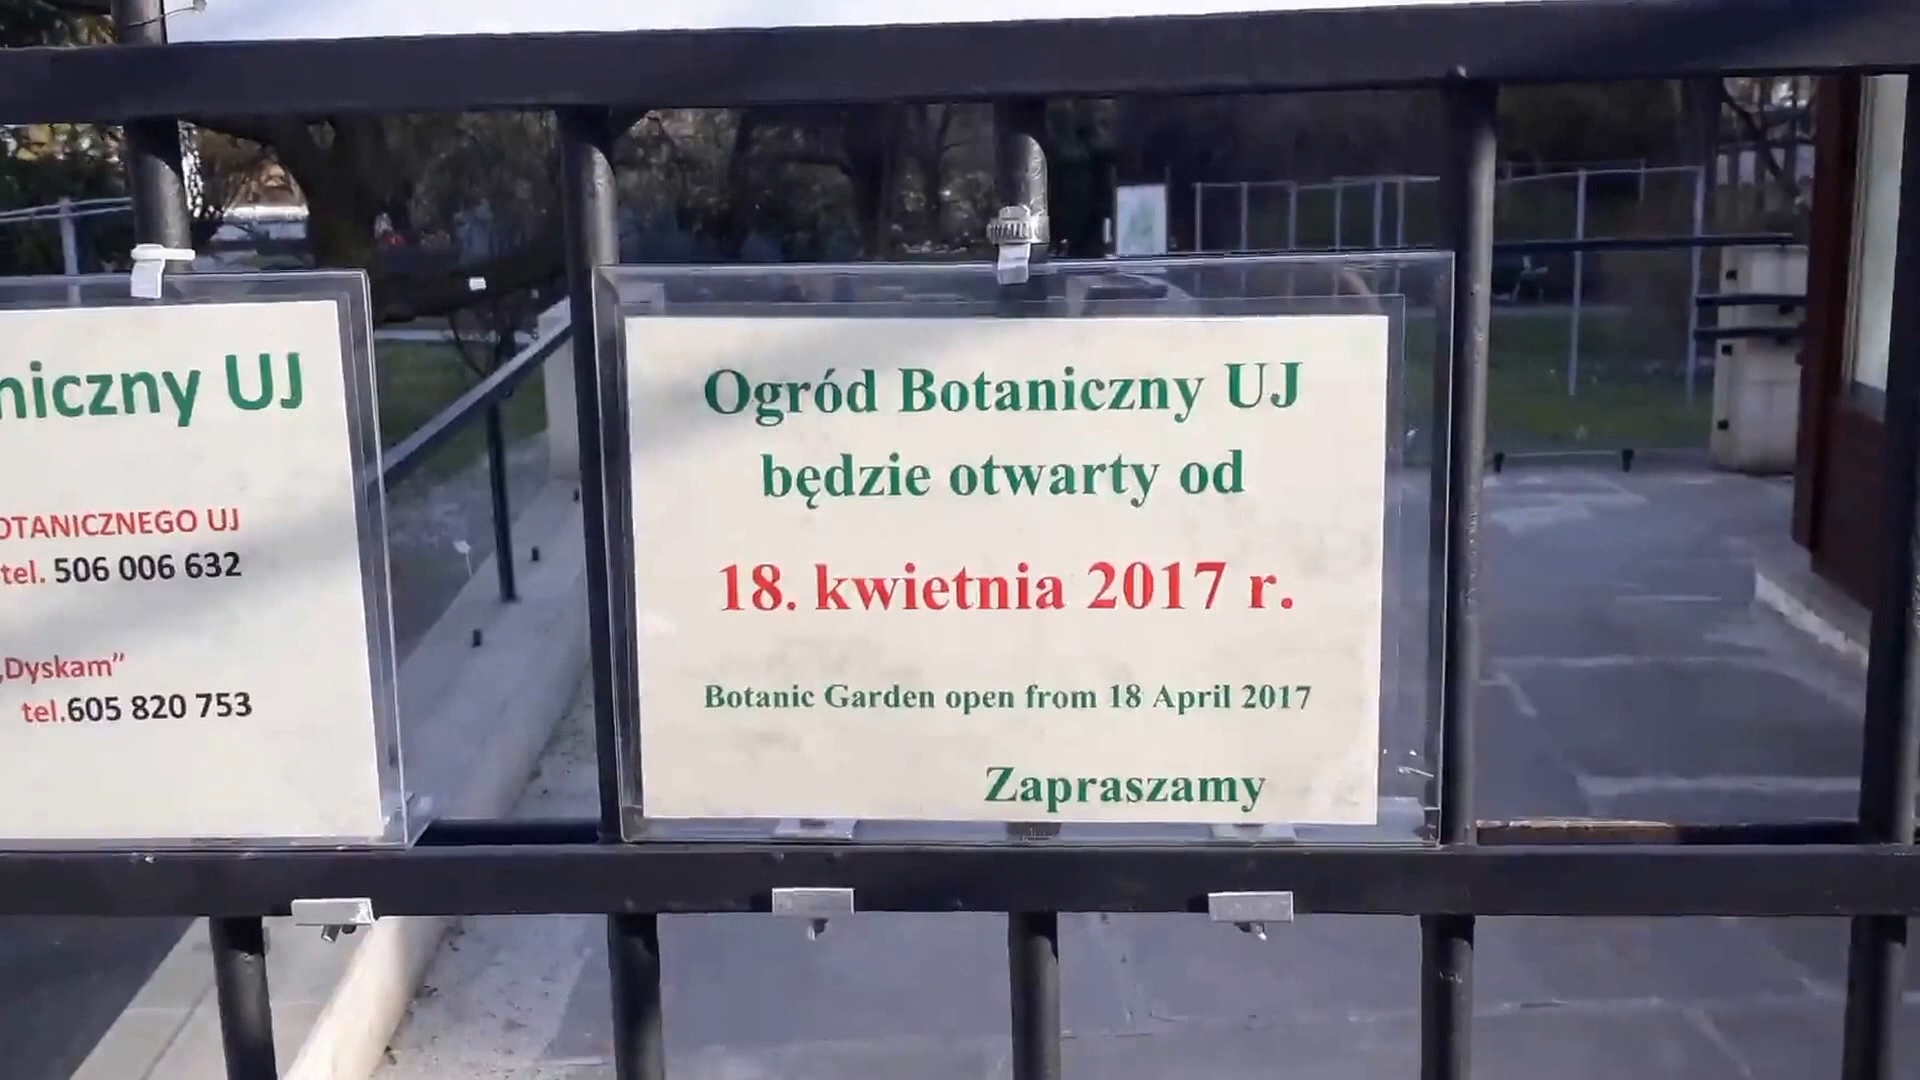 niczny UJ
OTANICZNEGO UJ
tel. 506 006 632
„Dyskam”
tel.605 820 753
Ogród Botaniczny UJ
będzie otwarty od
18. kwietnia 2017 r.
Botanic Garden open from 18 April 2017
Zapraszamy